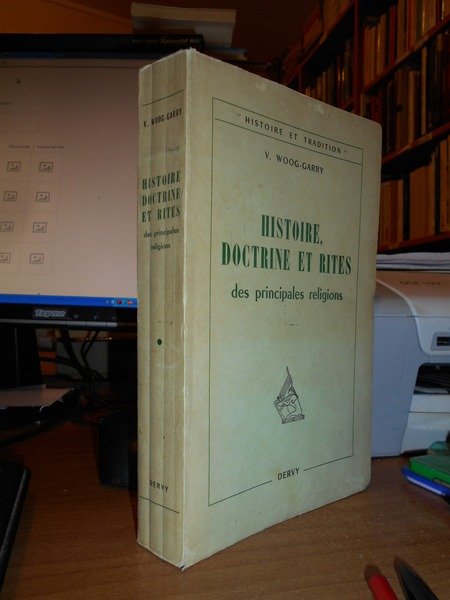 V. WOOG-GARRY
HISTOIRE
DOCTRINE
ET RITES
des principales
religions
DERVY
" HISTOIRE ET TRADITION "
V. WOOG-GARRY
HISTOIRE,
DOCTRINE ET RITES
des principales religions
DERVY